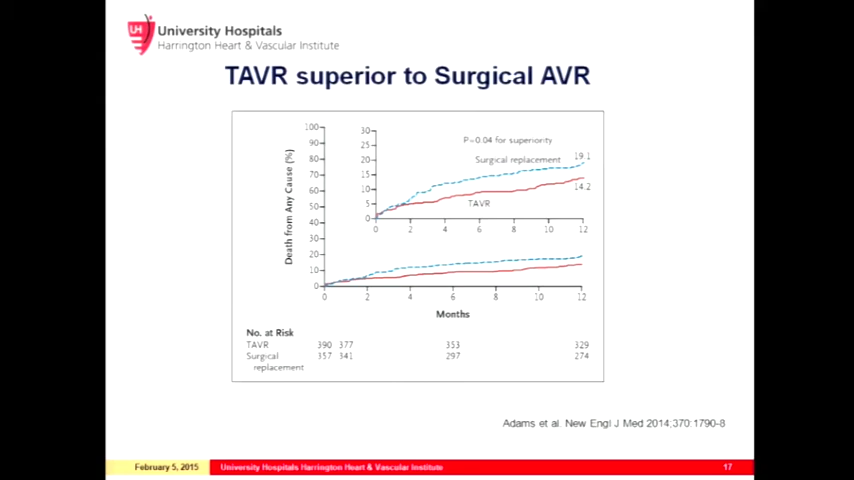 UH
University Hospitals
Harrington Heart & Vascular Institute
TAVR superior to Surgical AVR
Death from Any Cause (%)
100
90
80
70
60
50
40
30
20
10
0
30
25
20
15
10
5
0
P=0.04 for superiority
Surgical replacement
19.1
14.2
TAVR
0 2 4 6 8 10 12
0 2 4 6 8 10 12
Months
No. at Risk
TAVR 390 377 353 329
Surgical 357 341 297 274
replacement
Adams et al. New Engl J Med 2014;370:1790-8
February 5, 2015 University Hospitals Harrington Heart & Vascular Institute 17